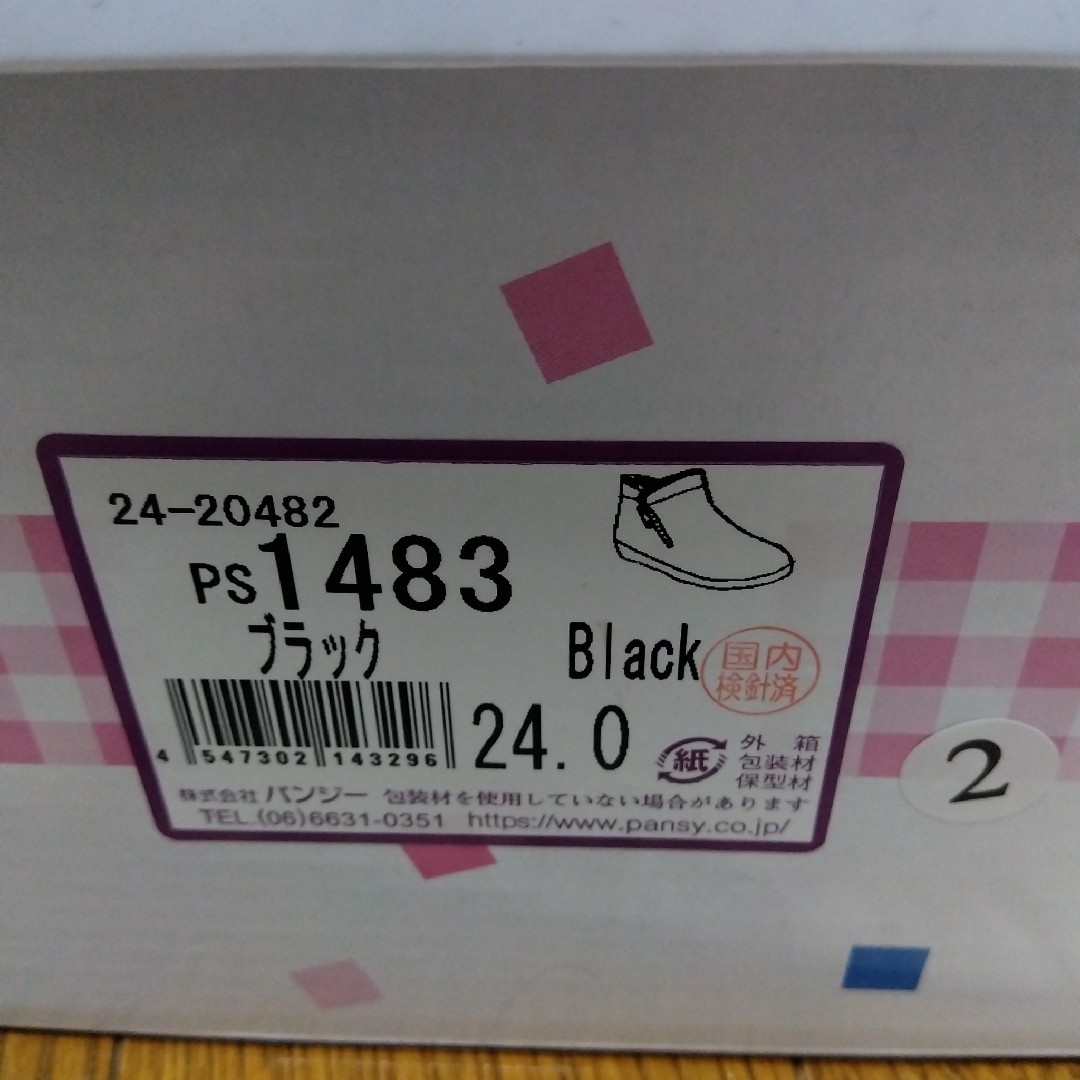 24-20482
PS1483
ブラック Black
国内
検針済
24.0
4 547302 143296
紙
外箱
包装材
保型材
株式会社パンジー 包装材を使用していない場合があります
TEL.(06)6631-0351 https://www.pansy.co.jp/
2